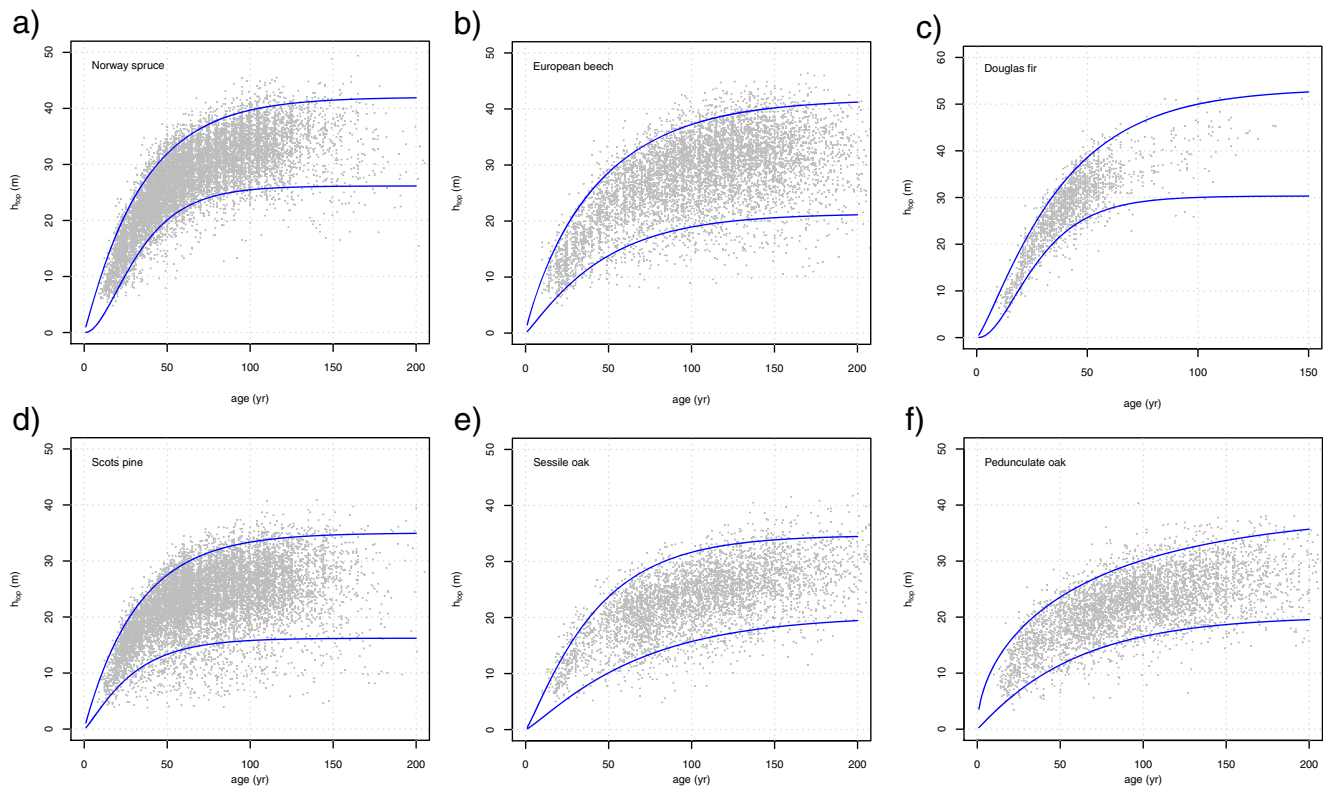 a)
Norway spruce
50
40
30
20
10
0
h_top (m)
0 50 100 150 200
age (yr)
b)
European beech
50
40
30
20
10
0
h_top (m)
0 50 100 150 200
age (yr)
c)
Douglas fir
60
50
40
30
20
10
0
h_top (m)
0 50 100 150
age (yr)
d)
Scots pine
50
40
30
20
10
0
h_top (m)
0 50 100 150 200
age (yr)
e)
Sessile oak
50
40
30
20
10
0
h_top (m)
0 50 100 150 200
age (yr)
f)
Pedunculate oak
50
40
30
20
10
0
h_top (m)
0 50 100 150 200
age (yr)